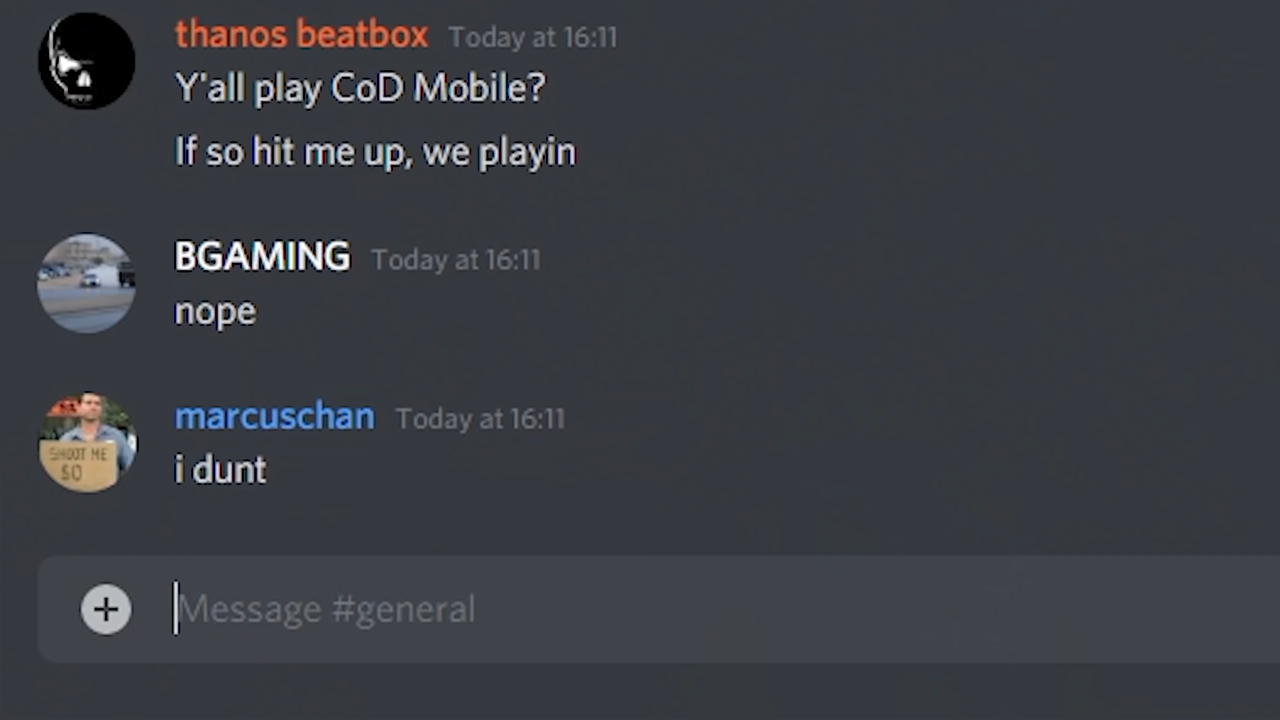 thanos beatbox Today at 16:11
Y'all play CoD Mobile?
If so hit me up, we playin
BGAMING Today at 16:11
nope
marcuschan Today at 16:11
i dunt
SHOOT ME
$0
Message #general